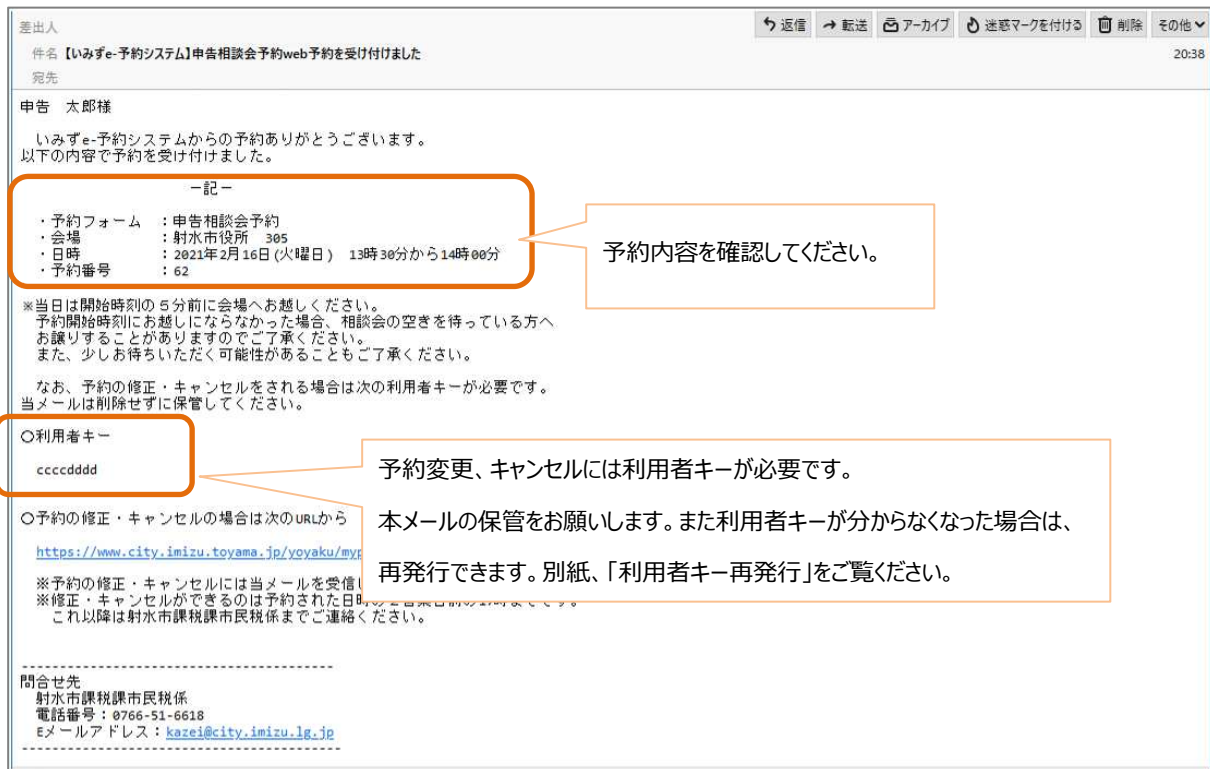 差出人
返信 転送 アーカイブ 迷惑マークを付ける 削除 その他
件名 【いみずe-予約システム】申告相談会予約web予約を受け付けました 20:38
宛先
申告 太郎様
いみずe-予約システムからの予約ありがとうございます。
以下の内容で予約を受け付けました。
－記－
・予約フォーム ：申告相談会予約
・会場 ：射水市役所 305
・日時 ：2021年2月16日(火曜日) 13時30分から14時00分
・予約番号 ：62
予約内容を確認してください。
※当日は開始時刻の５分前に会場へお越しください。
予約開始時刻にお越しにならなかった場合、相談会の空きを待っている方へ
お譲りすることがありますのでご了承ください。
また、少しお待ちいただく可能性があることもご了承ください。
なお、予約の修正・キャンセルをされる場合は次の利用者キーが必要です。
当メールは削除せずに保管してください。
○利用者キー
ccccdddd
予約変更、キャンセルには利用者キーが必要です。
本メールの保管をお願いします。また利用者キーが分からなくなった場合は、
再発行できます。別紙、「利用者キー再発行」をご覧ください。
○予約の修正・キャンセルの場合は次のURLから
https://www.city.imizu.toyama.jp/yoyaku/myp
※予約の修正・キャンセルには当メールを受信
※修正・キャンセルができるのは予約された日時の２営業日前の17時までです。
これ以降は射水市課税課市民税係までご連絡ください。
-----------------------------------------
問合せ先
射水市課税課市民税係
電話番号：0766-51-6618
Eメールアドレス：kazei@city.imizu.lg.jp
-----------------------------------------